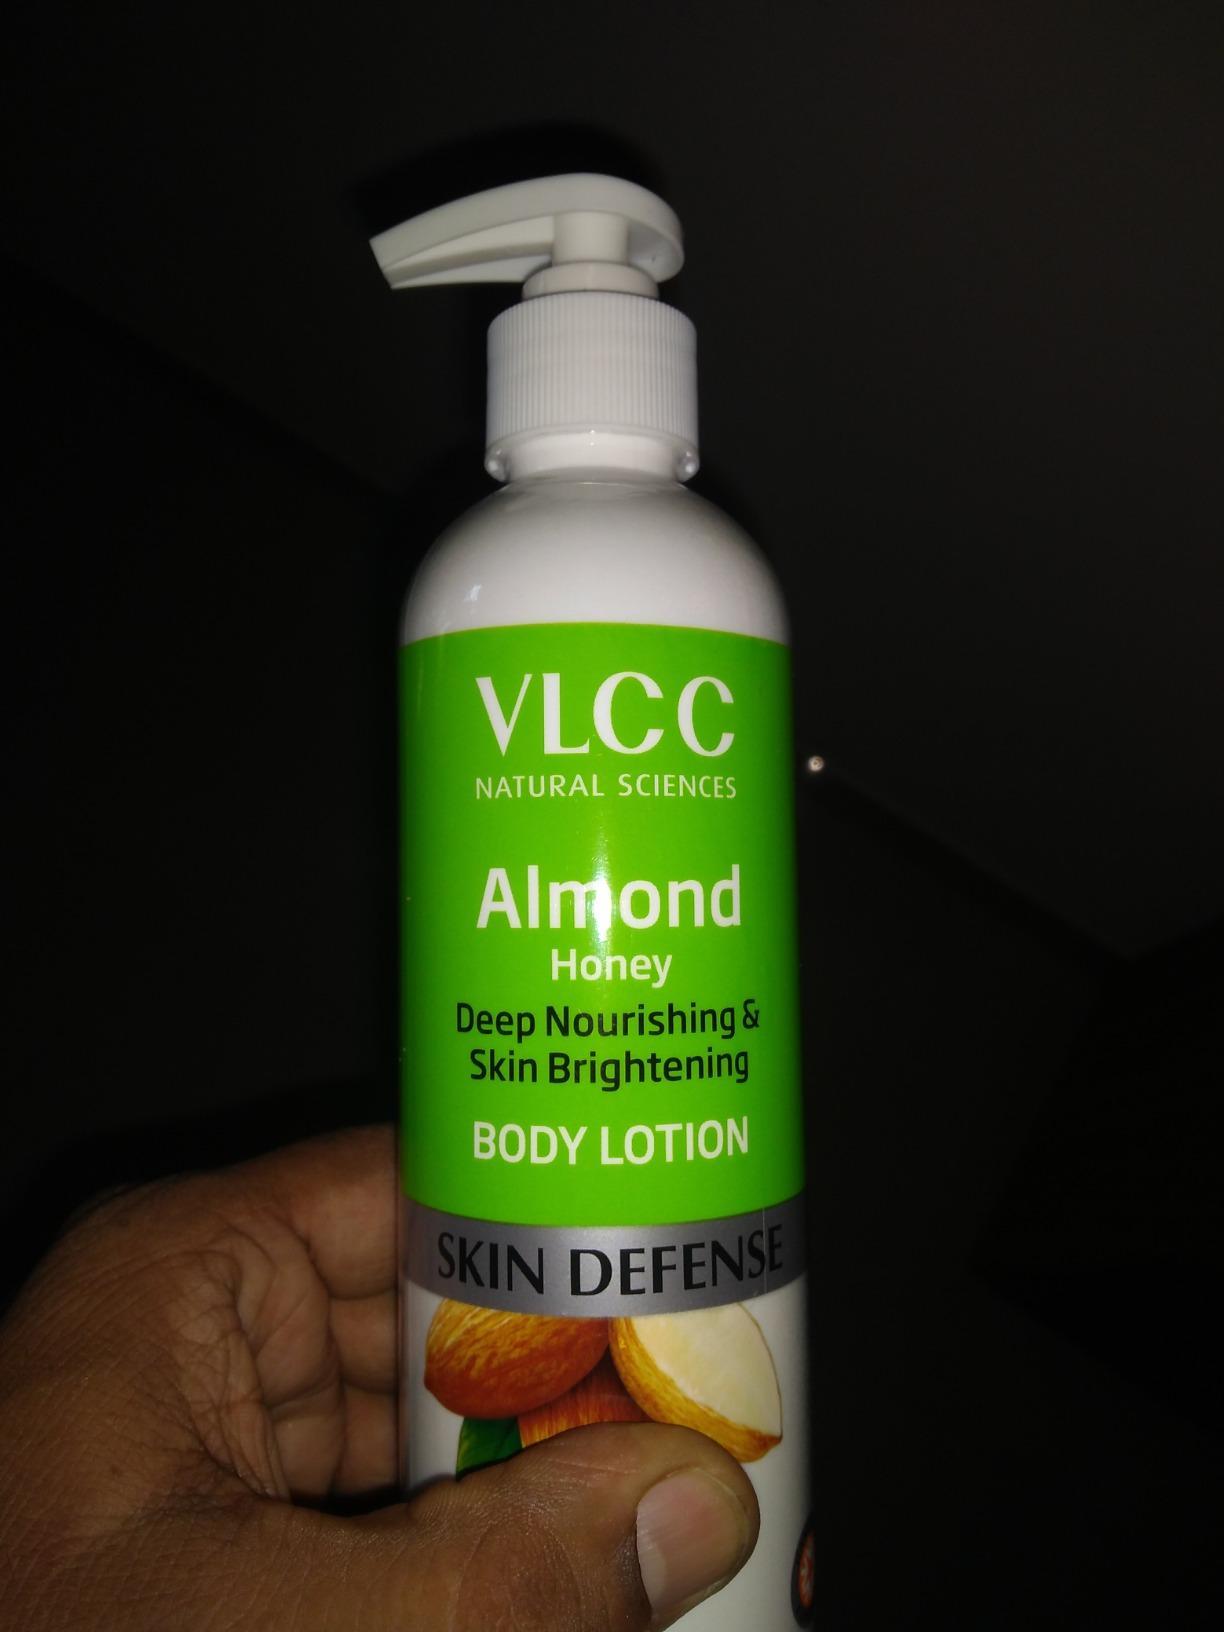 VLCC
NATURAL SCIENCES
Almond
Honey
Deep Nourishing &
Skin Brightening
BODY LOTION
SKIN DEFENSE